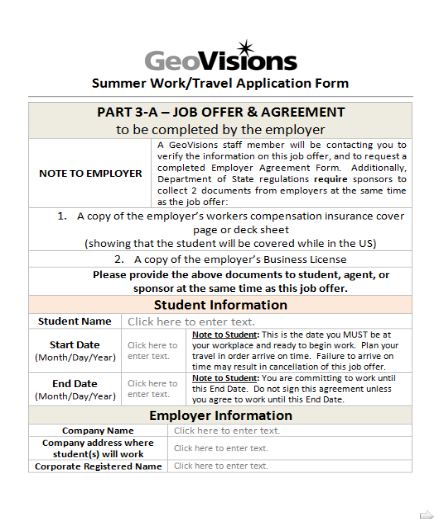 GeoVisions
Summer Work/Travel Application Form
PART 3-A – JOB OFFER & AGREEMENT
to be completed by the employer
NOTE TO EMPLOYER
A GeoVisions staff member will be contacting you to
verify the information on this job offer, and to request a
completed Employer Agreement Form. Additionally,
Department of State regulations require sponsors to
collect 2 documents from employers at the same time
as the job offer:
1. A copy of the employer's workers compensation insurance cover
page or deck sheet
(showing that the student will be covered while in the US)
2. A copy of the employer's Business License
Please provide the above documents to student, agent, or
sponsor at the same time as this job offer.
Student Information
Student Name Click here to enter text.
Start Date
(Month/Day/Year)
Click here to
enter text.
Note to Student: This is the date you MUST be at
your workplace and ready to begin work. Plan your
travel in order arrive on time. Failure to arrive on
time may result in cancellation of this job offer.
End Date
(Month/Day/Year)
Click here to
enter text.
Note to Student: You are committing to work until
this End Date. Do not sign this agreement unless
you agree to work until this End Date.
Employer Information
Company Name Click here to enter text.
Company address where
student(s) will work
Click here to enter text.
Corporate Registered Name Click here to enter text.